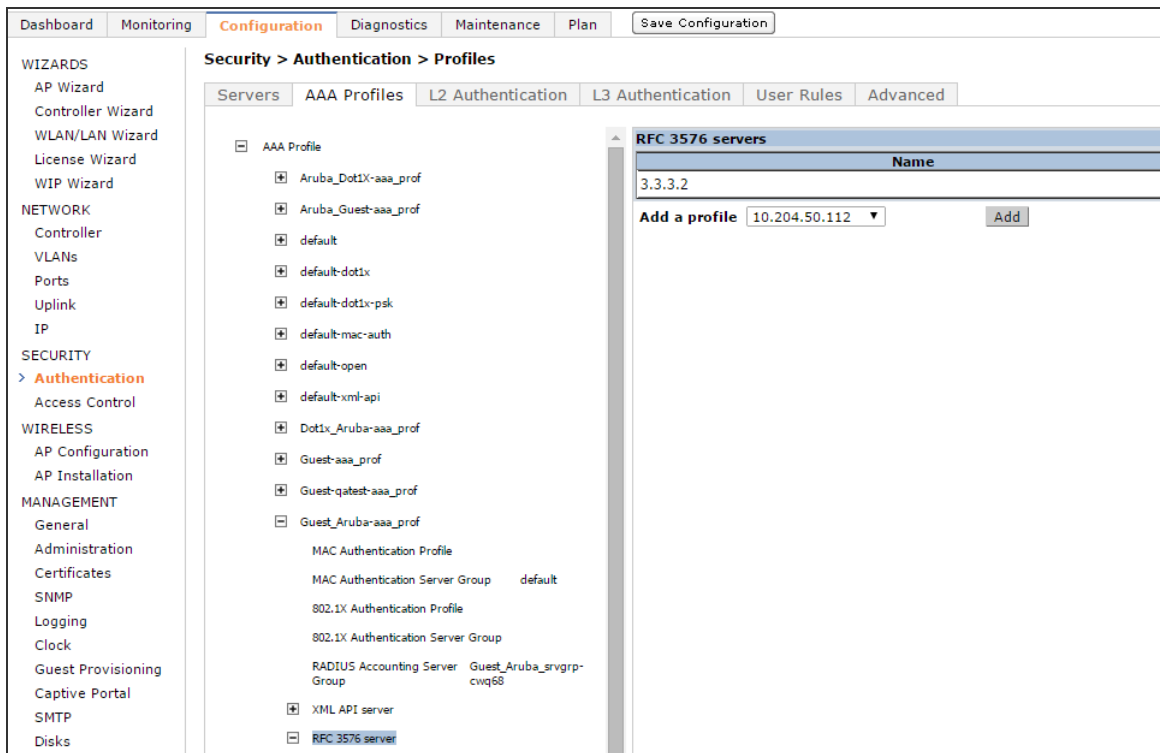 Dashboard Monitoring Configuration Diagnostics Maintenance Plan Save Configuration
WIZARDS
AP Wizard
Controller Wizard
WLAN/LAN Wizard
License Wizard
WIP Wizard
NETWORK
Controller
VLANs
Ports
Uplink
IP
SECURITY
> Authentication
Access Control
WIRELESS
AP Configuration
AP Installation
MANAGEMENT
General
Administration
Certificates
SNMP
Logging
Clock
Guest Provisioning
Captive Portal
SMTP
Disks
Security > Authentication > Profiles
Servers AAA Profiles L2 Authentication L3 Authentication User Rules Advanced
AAA Profile
Aruba_Dot1X-aaa_prof
Aruba_Guest-aaa_prof
default
default-dot1x
default-dot1x-psk
default-mac-auth
default-open
default-xml-api
Dot1x_Aruba-aaa_prof
Guest-aaa_prof
Guest-qatest-aaa_prof
Guest_Aruba-aaa_prof
MAC Authentication Profile
MAC Authentication Server Group default
802.1X Authentication Profile
802.1X Authentication Server Group
RADIUS Accounting Server Guest_Aruba_srvgrp-
Group cwq68
XML API server
RFC 3576 server
RFC 3576 servers
Name
3.3.3.2
Add a profile 10.204.50.112 Add